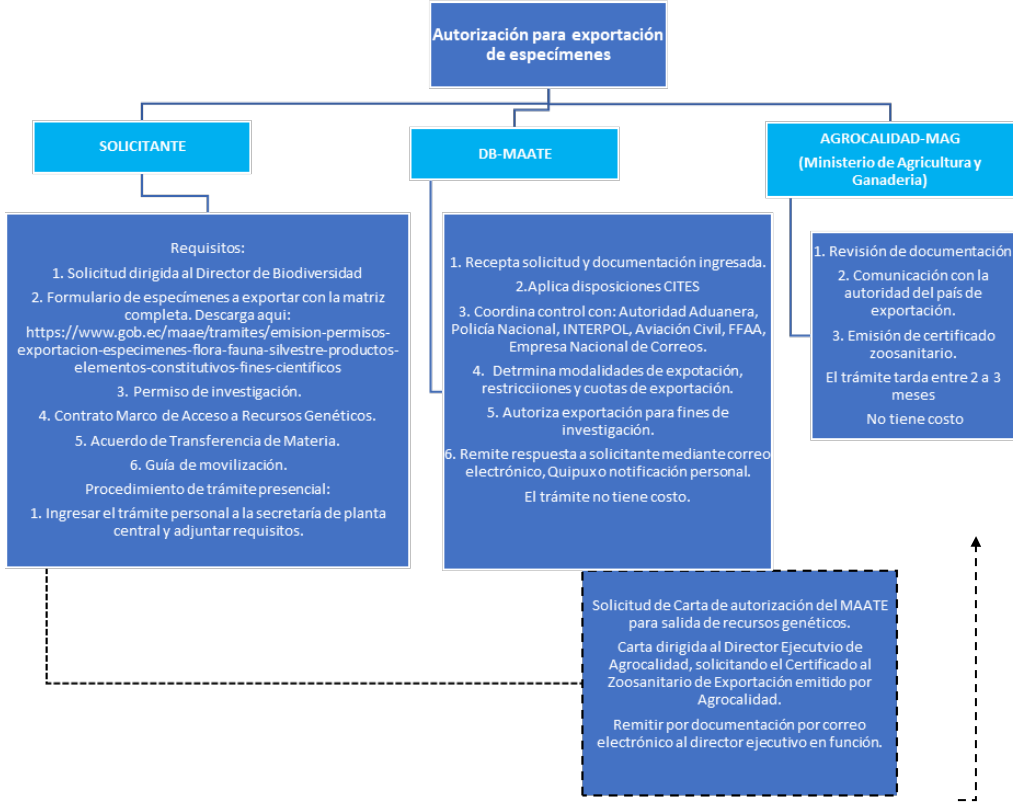 Autorización para exportación
de especímenes
SOLICITANTE
DB-MAATE
AGROCALIDAD-MAG
(Ministerio de Agricultura y
Ganaderia)
Requisitos:
1. Solicitud dirigida al Director de Biodiversidad
2. Formulario de especímenes a exportar con la matriz
completa. Descarga aqui:
https://www.gob.ec/maae/tramites/emision-permisos-
exportacion-especimenes-flora-fauna-silvestre-productos-
elementos-constitutivos-fines-cientificos
3. Permiso de investigación.
4. Contrato Marco de Acceso a Recursos Genéticos.
5. Acuerdo de Transferencia de Materia.
6. Guía de movilización.
Procedimiento de trámite presencial:
1. Ingresar el trámite personal a la secretaría de planta
central y adjuntar requisitos.
1. Recepta solicitud y documentación ingresada.
2.Aplica disposiciones CITES
3. Coordina control con: Autoridad Aduanera,
Policía Nacional, INTERPOL, Aviación Civil, FFAA,
Empresa Nacional de Correos.
4. Detrmina modalidades de expotación,
restricciiones y cuotas de exportación.
5. Autoriza exportación para fines de
investigación.
6. Remite respuesta a solicitante mediante correo
electrónico, Quipux o notificación personal.
El trámite no tiene costo.
1. Revisión de documentación
2. Comunicación con la
autoridad del país de
exportación.
3. Emisión de certificado
zoosanitario.
El trámite tarda entre 2 a 3
meses
No tiene costo
Solicitud de Carta de autorización del MAATE
para salida de recursos genéticos.
Carta dirigida al Director Ejecutvio de
Agrocalidad, solicitando el Certificado al
Zoosanitario de Exportación emitido por
Agrocalidad.
Remitir por documentación por correo
electrónico al director ejecutivo en función.